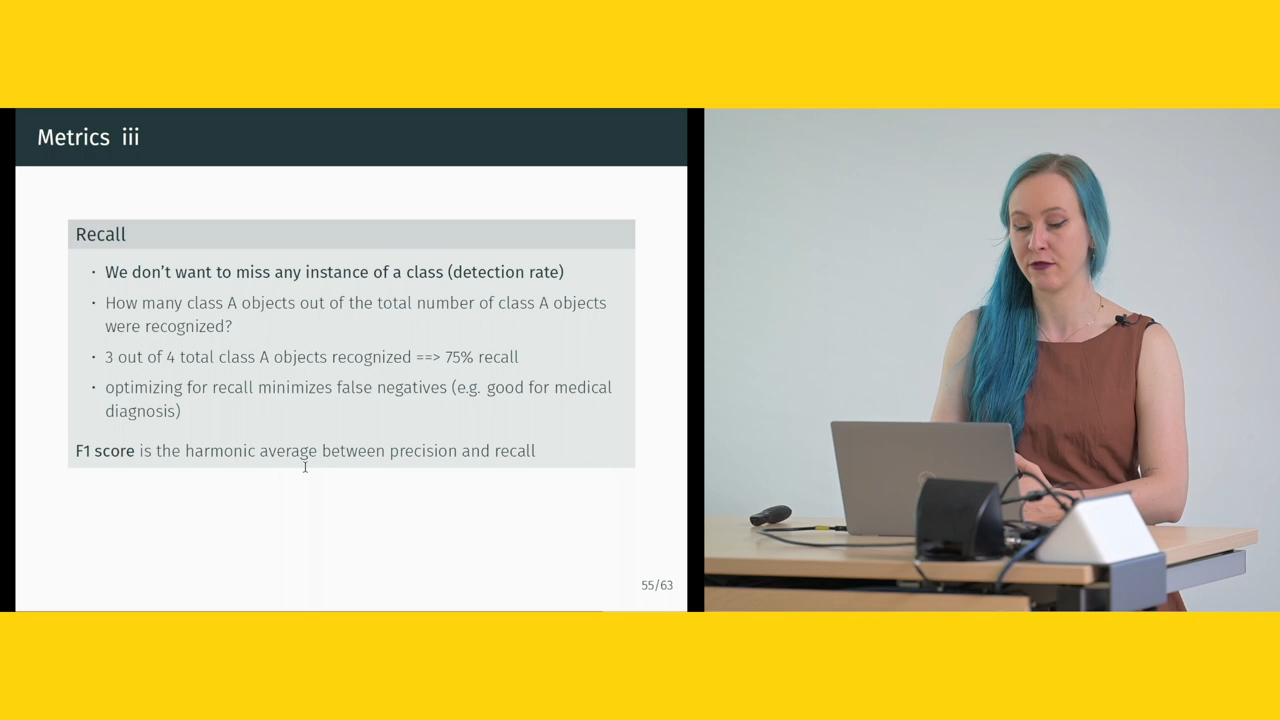 Metrics iii
Recall
· We don't want to miss any instance of a class (detection rate)
· How many class A objects out of the total number of class A objects
were recognized?
· 3 out of 4 total class A objects recognized ==> 75% recall
· optimizing for recall minimizes false negatives (e.g. good for medical
diagnosis)
F1 score is the harmonic average between precision and recall
55/63